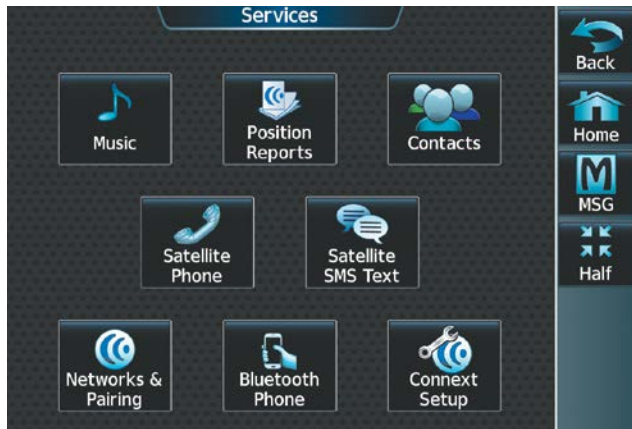 Services
Back
Music
Position
Reports
Contacts
Home
M
MSG
Satellite
Phone
Satellite
SMS Text
Half
Networks &
Pairing
Bluetooth
Phone
Connext
Setup